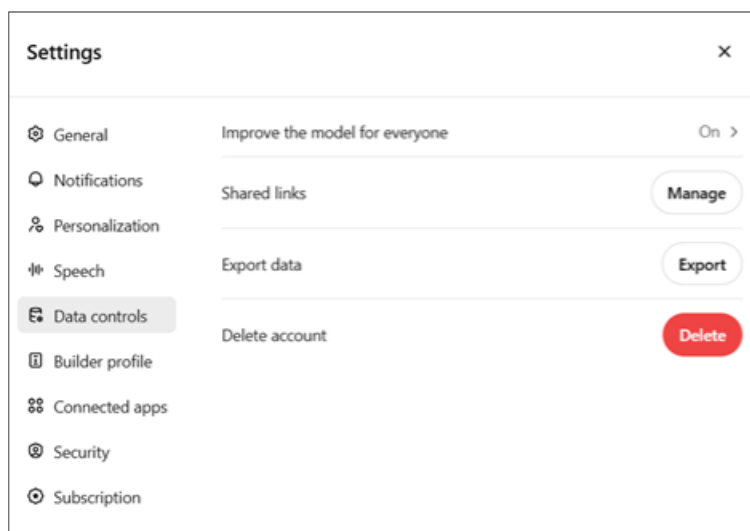 Settings
General
Notifications
Personalization
Speech
Data controls
Builder profile
Connected apps
Security
Subscription
Improve the model for everyone On
Shared links Manage
Export data Export
Delete account Delete